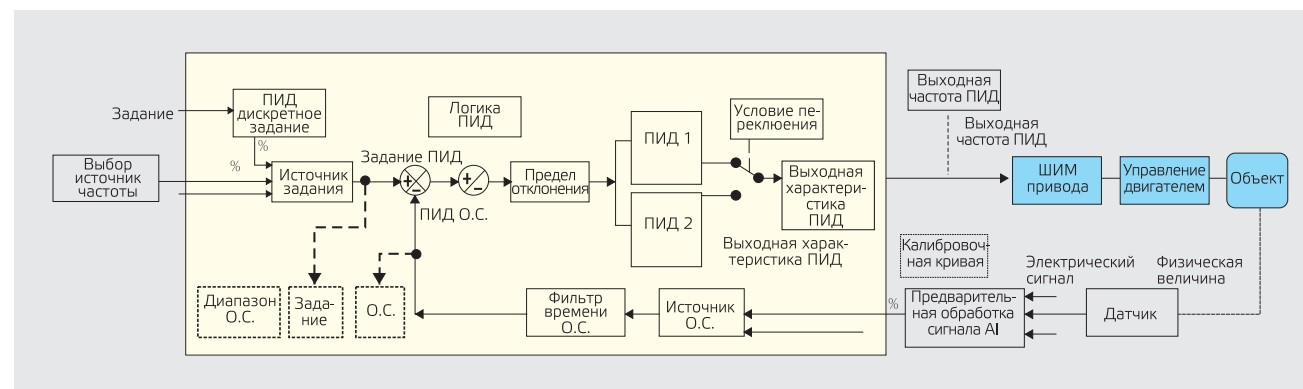 Задание
ПИД
дискретное
задание
%
Выбор
источник
частоты
%
Источник
задания
Задание ПИД
Логика
ПИД
ПИД О.С.
Предел
отклонения
ПИД 1
ПИД 2
Условие пе-
реклюения
Выходная
характери-
стика
ПИД
Выходная харак-
теристика ПИД
Выходная
частота ПИД
Выходная
частота ПИД
ШИМ
привода
Управление
двигателем
Объект
Диапазон
О.С.
Зада-
ние
О.С.
Фильтр
времени
О.С.
Источник
О.С.
%
Калибровоч-
ная кривая
Предваритель-
ная обработка
сигнала AI
Электрический
сигнал
Датчик
Физическая
величина